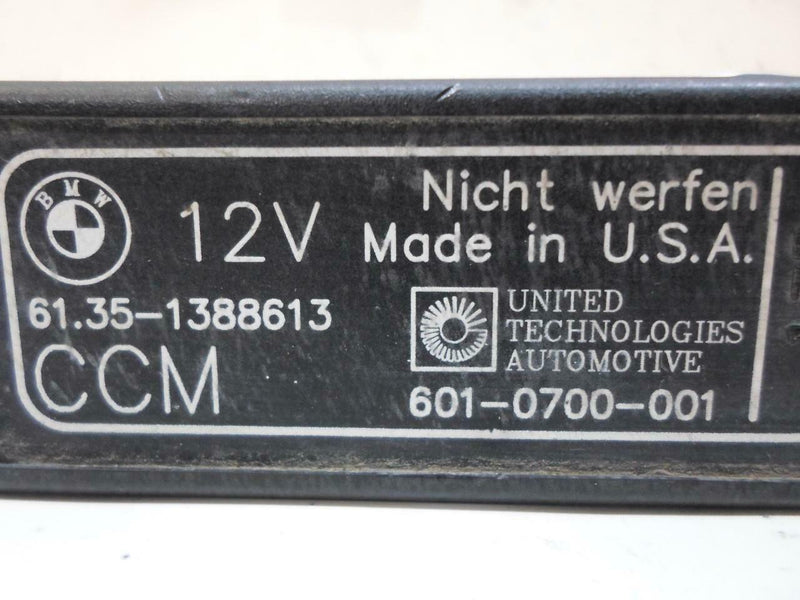 BMW
12V
Nicht werfen
Made in U.S.A.
61.35-1388613
CCM
UNITED
TECHNOLOGIES
AUTOMOTIVE
601-0700-001